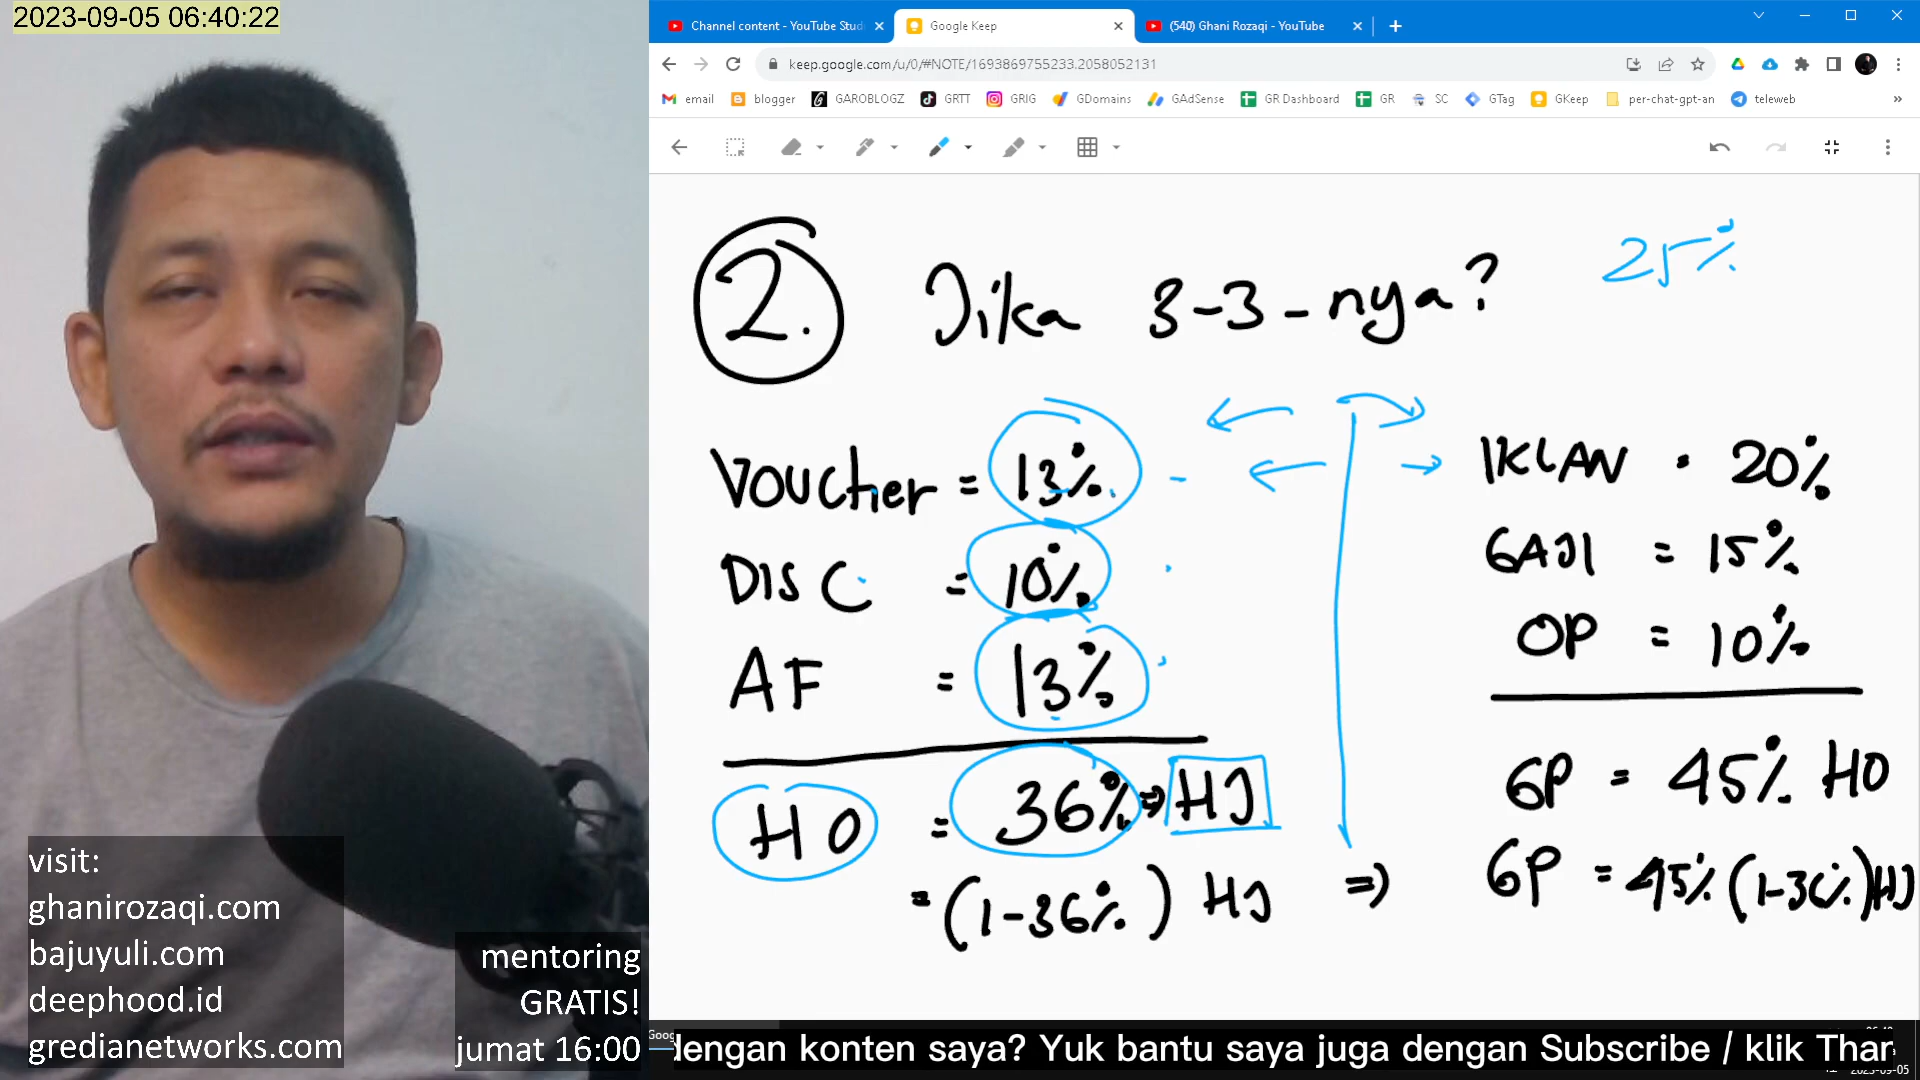 2023-09-05 06:40:22
Channel content - YouTube Stud
Google Keep
(540) Ghani Rozaqi - YouTube
keep.google.com/u/0/#NOTE/1693869755233.2058052131
email
blogger
GAROBLOGZ
GRTT
GRIG
GDomains
GAdSense
GR Dashboard
GR
SC
GTag
GKeep
per-chat-gpt-an
teleweb
»
2. Jika 3-3-nya?
25%
Voucher = 13%
DISC = 10%
AF = 13%
HO = 36% => HJ
= (1-36%) HJ =>
IKLAN = 20%
GAJI = 15%
OP = 10%
GP = 45% HO
GP = 45% (1-36%)HJ
visit:
ghanirozaqi.com
bajuyuli.com
deephood.id
gredianetworks.com
mentoring
GRATIS!
jumat 16:00
dengan konten saya? Yuk bantu saya juga dengan Subscribe / klik Than
2023-09-05